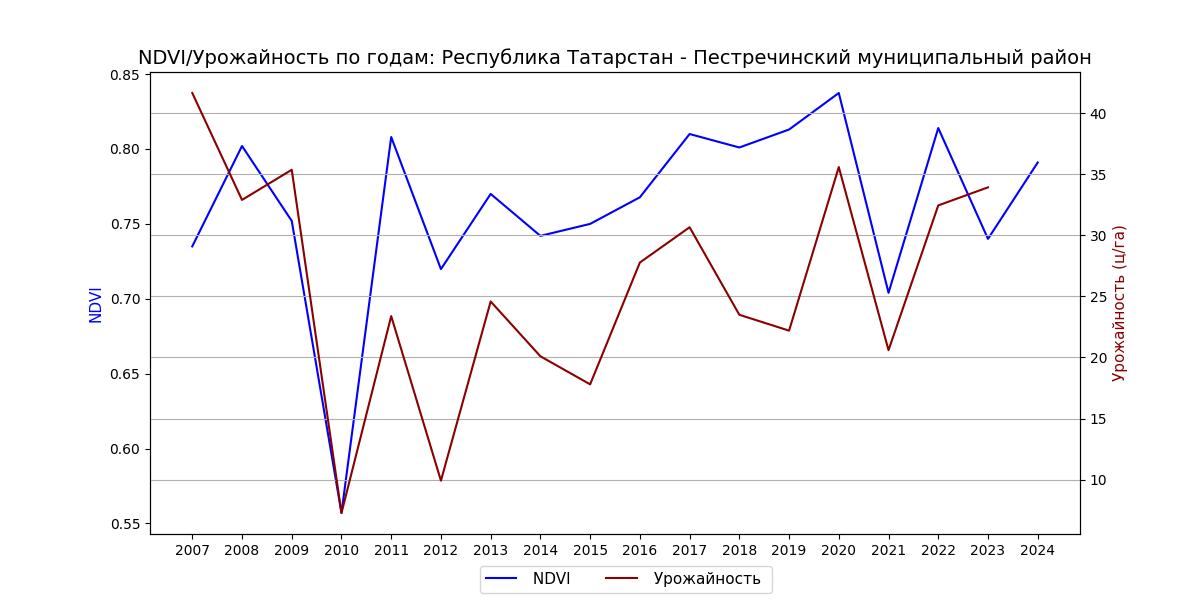 NDVI/Урожайность по годам: Республика Татарстан - Пестречинский муниципальный район
0.85
0.80
0.75
0.70
0.65
0.60
0.55
NDVI
40
35
30
25
20
15
10
Урожайность (ц/га)
2007 2008 2009 2010 2011 2012 2013 2014 2015 2016 2017 2018 2019 2020 2021 2022 2023 2024
NDVI Урожайность